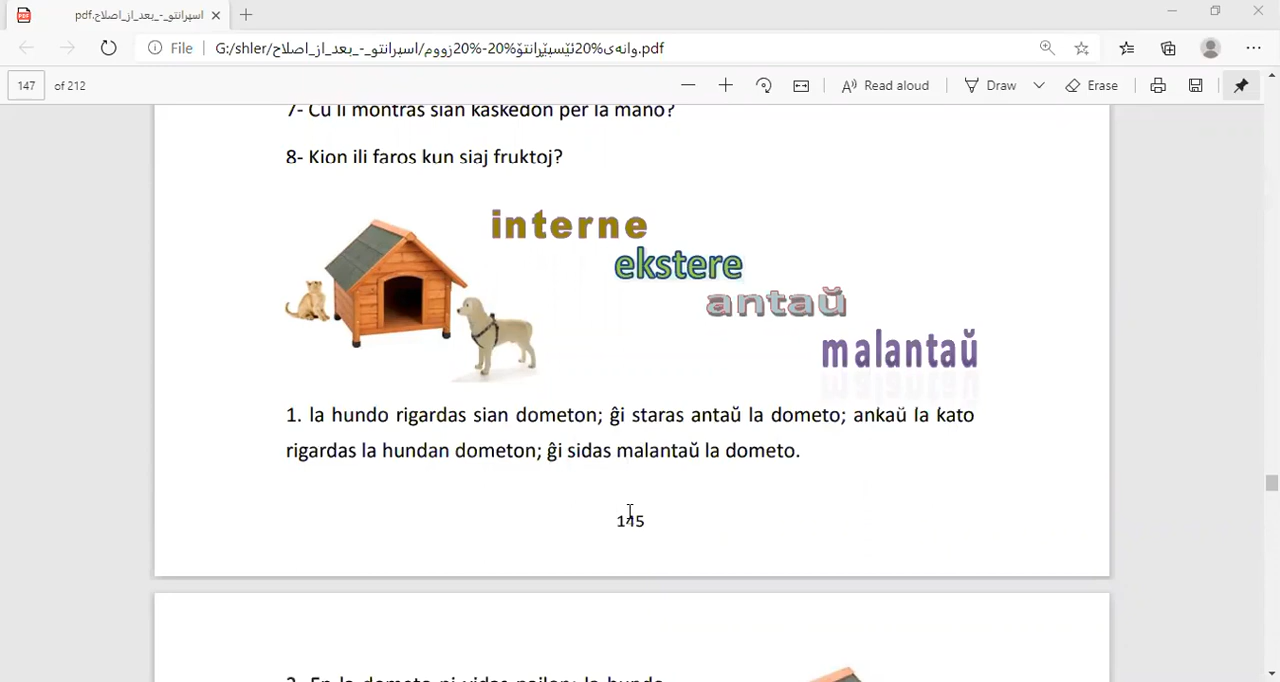 اسپرانتو_-_بعد_از_اصلاح.pdf
File
G:/shler/وانه‌ی%20ئێسپێڕانتۆ%20-%20زووم/اسپرانتو_-_بعد_از_اصلاح.pdf
147 of 212
Read aloud
Draw
Erase
7- Ĉu li montras sian kaskedon per la mano?
8- Kion ili faros kun siaj fruktoj?
interne
ekstere
antaŭ
malantaŭ
1. la hundo rigardas sian dometon; ĝi staras antaŭ la dometo; ankaŭ la kato
rigardas la hundan dometon; ĝi sidas malantaŭ la dometo.
145